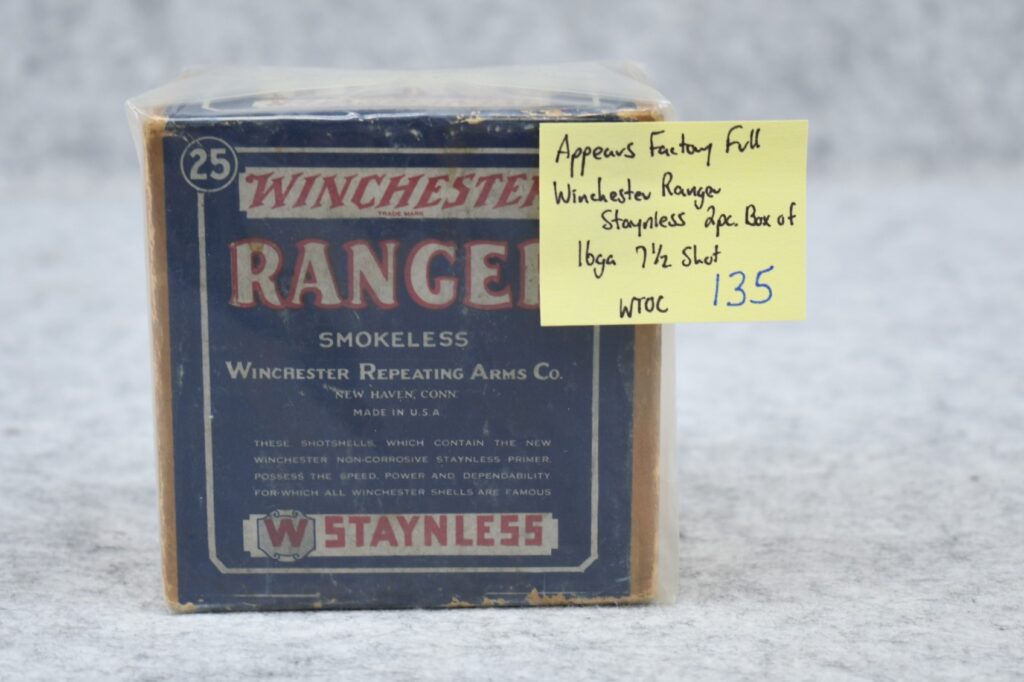 25
WINCHESTER
TRADE MARK
RANGE
SMOKELESS
WINCHESTER REPEATING ARMS CO.
NEW HAVEN, CONN
MADE IN U.S.A
THESE SHOTSHELLS, WHICH CONTAIN THE NEW
WINCHESTER NON-CORROSIVE STAYNLESS PRIMER,
POSSESS THE SPEED, POWER AND DEPENDABILITY
FOR WHICH ALL WINCHESTER SHELLS ARE FAMOUS
W STAYNLESS
Appears Factory Full
Winchester Ranger
Staynless 2pc. Box of
16ga 7½ Shot
WTOC 135